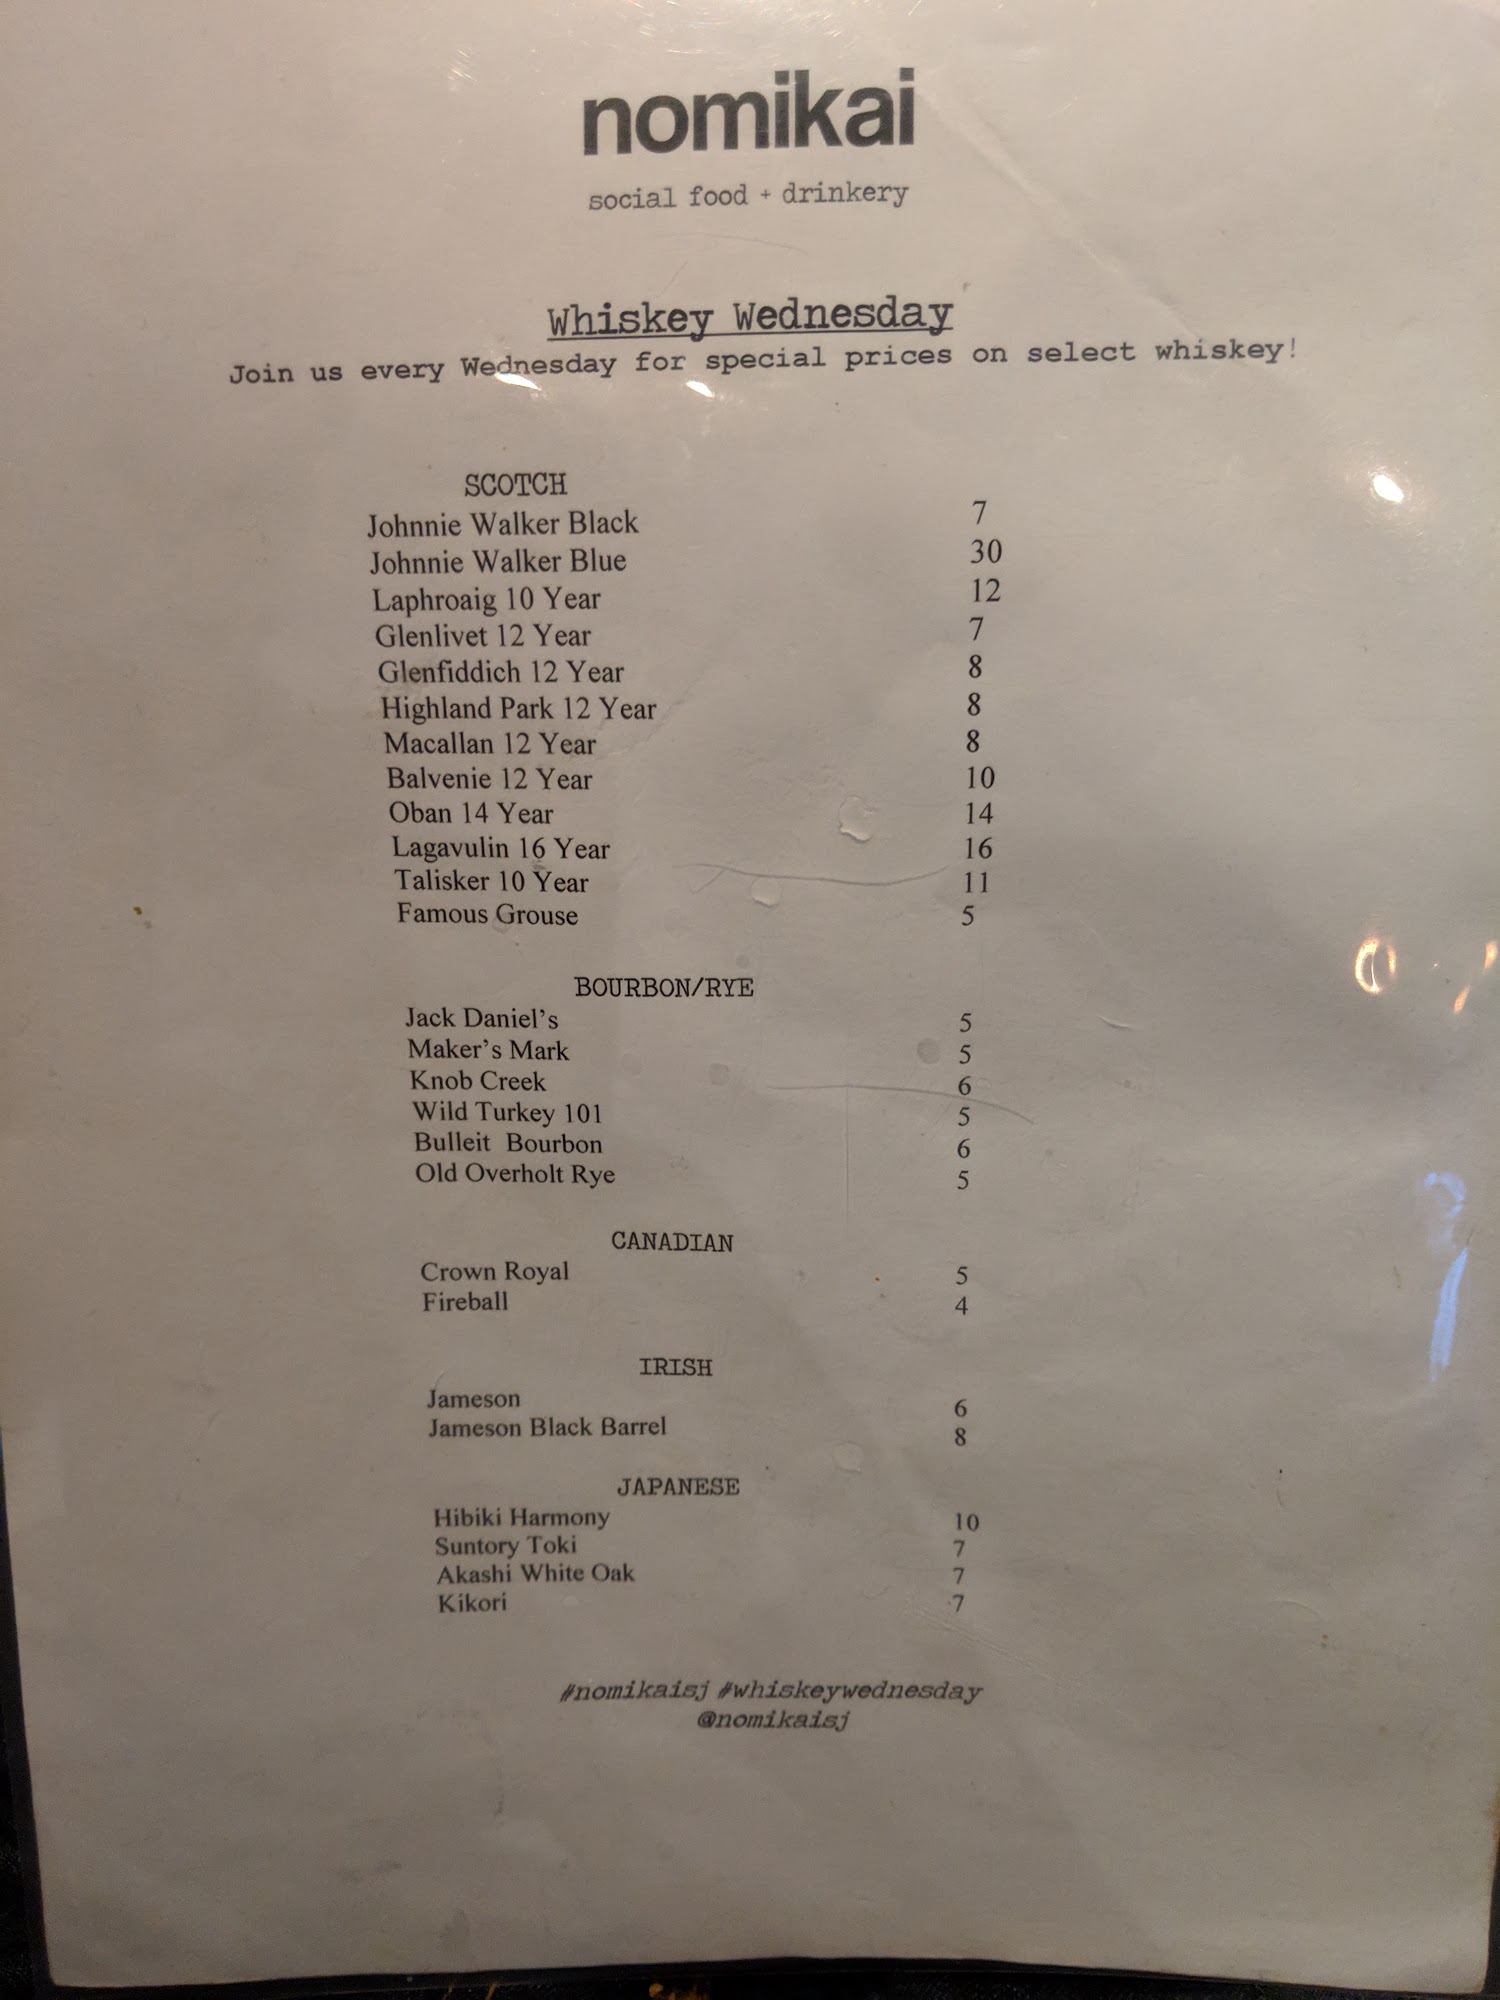 nomikai
social food + drinkery
Whiskey Wednesday
Join us every Wednesday for special prices on select whiskey!
SCOTCH
Johnnie Walker Black 7
Johnnie Walker Blue 30
Laphroaig 10 Year 12
Glenlivet 12 Year 7
Glenfiddich 12 Year 8
Highland Park 12 Year 8
Macallan 12 Year 8
Balvenie 12 Year 10
Oban 14 Year 14
Lagavulin 16 Year 16
Talisker 10 Year 11
Famous Grouse 5
BOURBON/RYE
Jack Daniel's 5
Maker's Mark 5
Knob Creek 6
Wild Turkey 101 5
Bulleit Bourbon 6
Old Overholt Rye 5
CANADIAN
Crown Royal 5
Fireball 4
IRISH
Jameson 6
Jameson Black Barrel 8
JAPANESE
Hibiki Harmony 10
Suntory Toki 7
Akashi White Oak 7
Kikori 7
#nomikaisj #whiskeywednesday
@nomikaisj